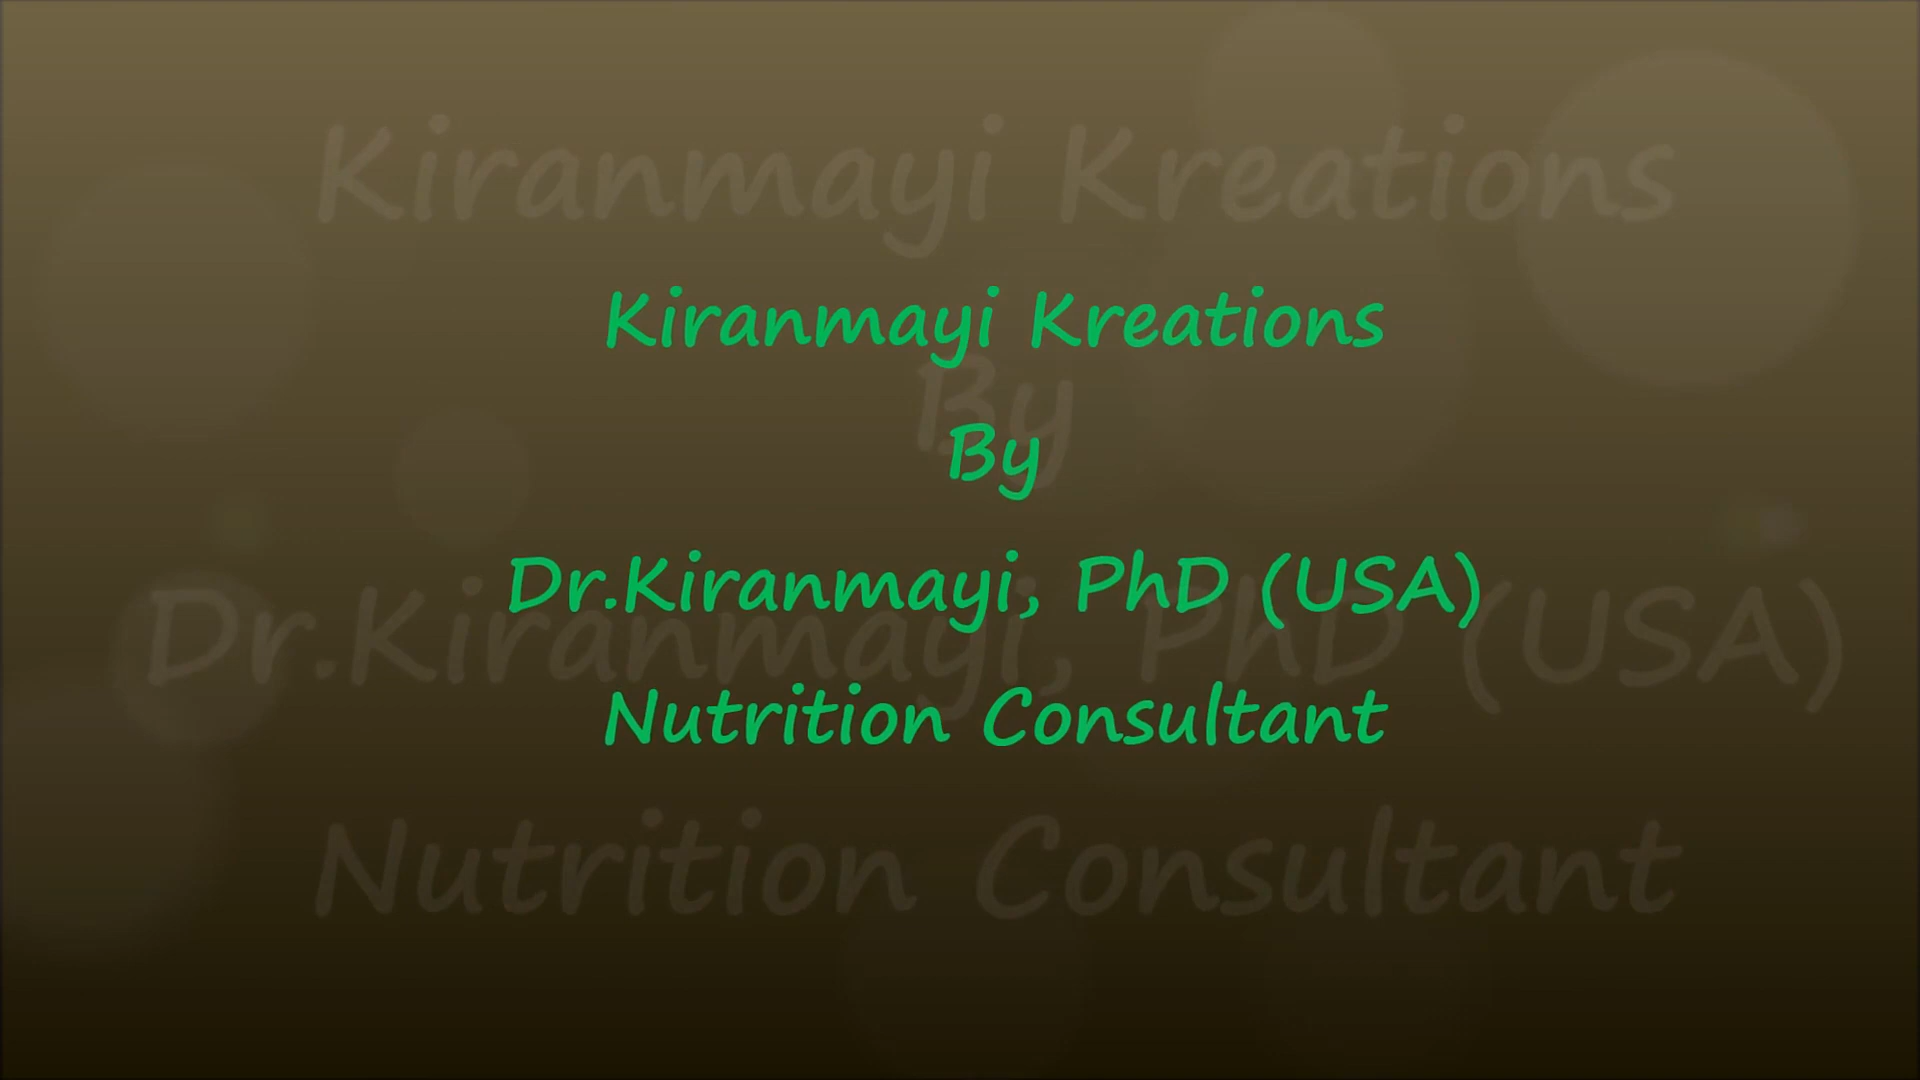 Kiranmayi Kreations
By
Dr.Kiranmayi, PhD (USA)
Nutrition Consultant